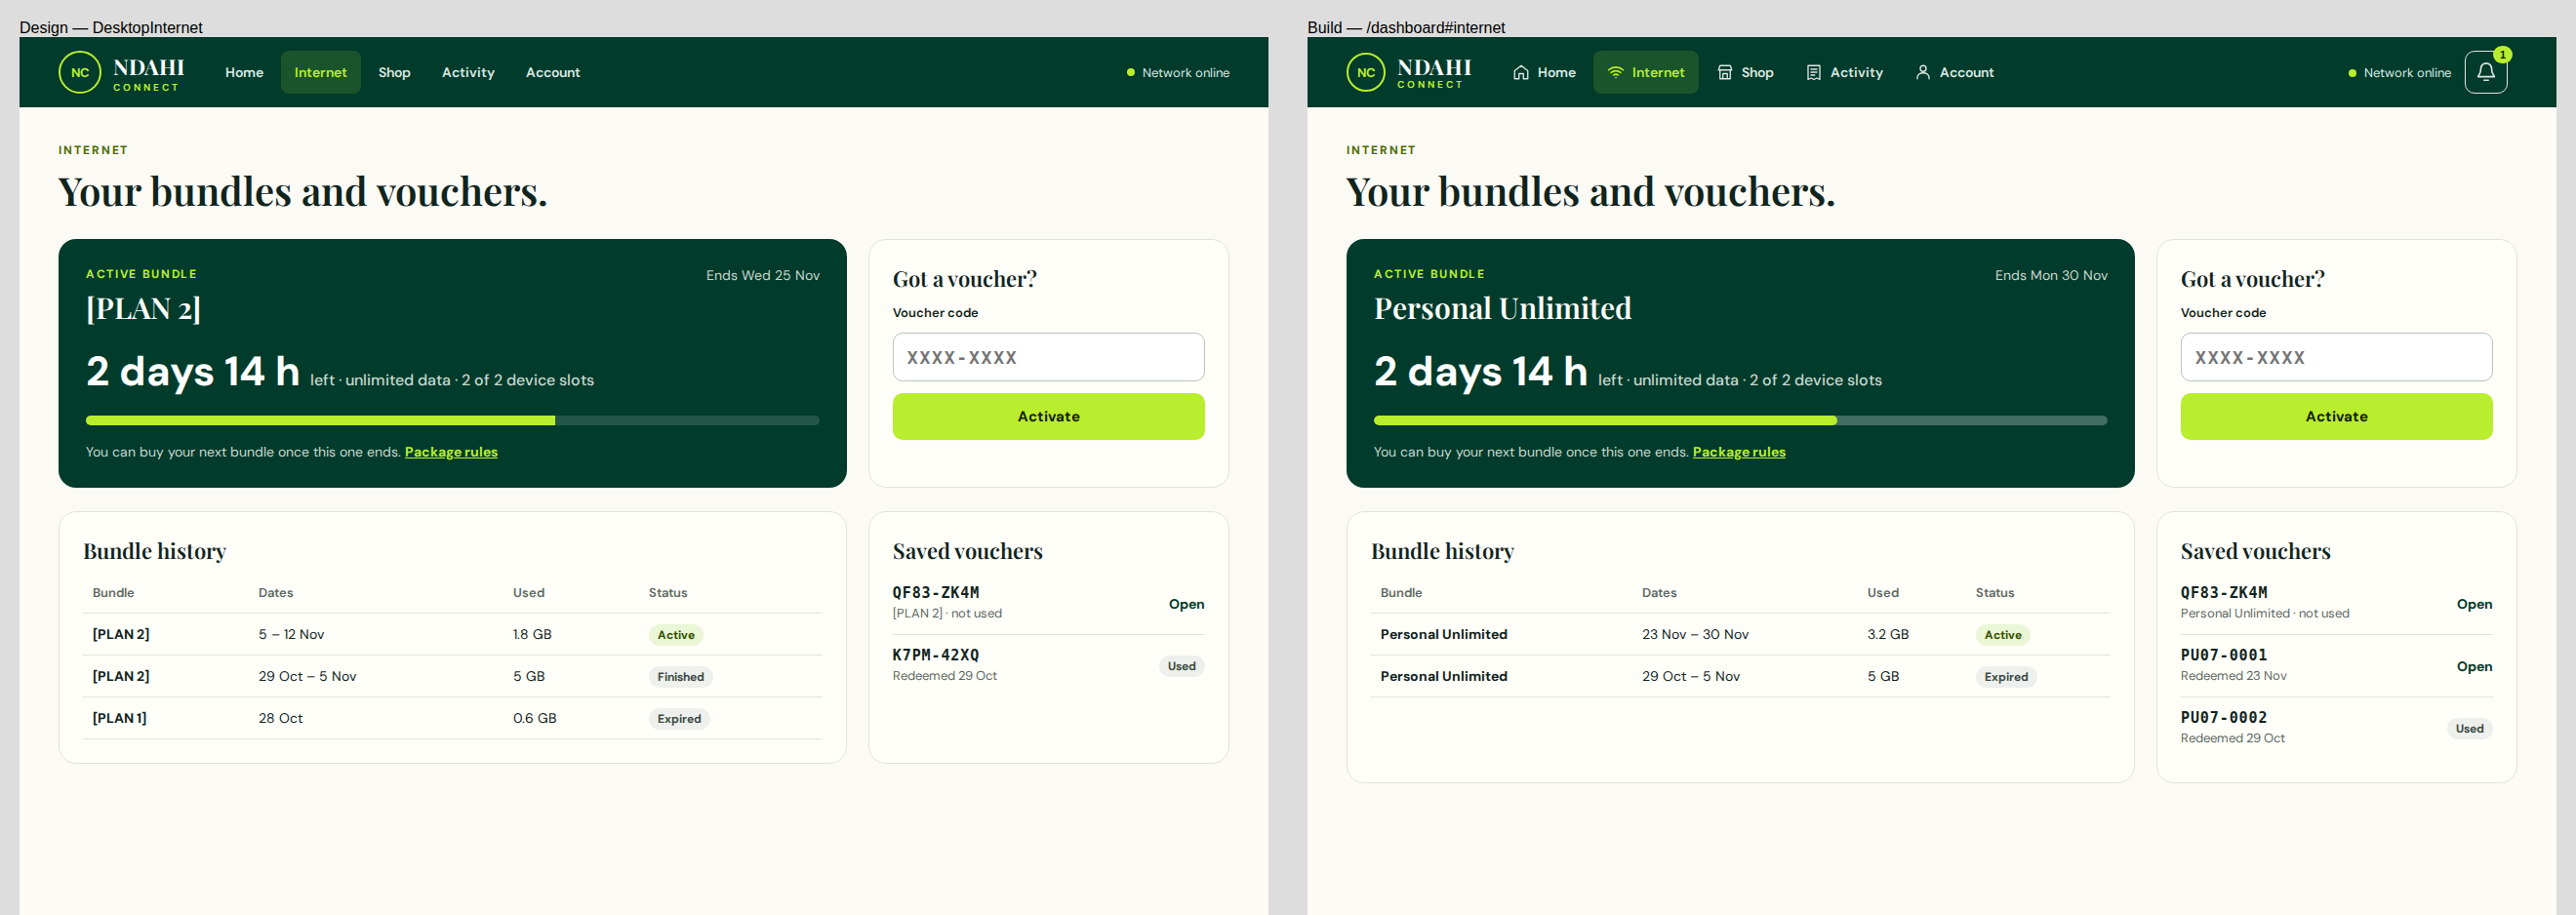 Design — DesktopInternet
NC NDAHI CONNECT Home Internet Shop Activity Account Network online
INTERNET
Your bundles and vouchers.
ACTIVE BUNDLE Ends Wed 25 Nov
[PLAN 2]
2 days 14 h left · unlimited data · 2 of 2 device slots
You can buy your next bundle once this one ends. Package rules
Got a voucher?
Voucher code
XXXX-XXXX
Activate
Bundle history
Bundle Dates Used Status
[PLAN 2] 5 – 12 Nov 1.8 GB Active
[PLAN 2] 29 Oct – 5 Nov 5 GB Finished
[PLAN 1] 28 Oct 0.6 GB Expired
Saved vouchers
QF83-ZK4M
[PLAN 2] · not used Open
K7PM-42XQ
Redeemed 29 Oct Used
Build — /dashboard#internet
NC NDAHI CONNECT Home Internet Shop Activity Account Network online 1
INTERNET
Your bundles and vouchers.
ACTIVE BUNDLE Ends Mon 30 Nov
Personal Unlimited
2 days 14 h left · unlimited data · 2 of 2 device slots
You can buy your next bundle once this one ends. Package rules
Got a voucher?
Voucher code
XXXX-XXXX
Activate
Bundle history
Bundle Dates Used Status
Personal Unlimited 23 Nov – 30 Nov 3.2 GB Active
Personal Unlimited 29 Oct – 5 Nov 5 GB Expired
Saved vouchers
QF83-ZK4M
Personal Unlimited · not used Open
PU07-0001
Redeemed 23 Nov Open
PU07-0002
Redeemed 29 Oct Used